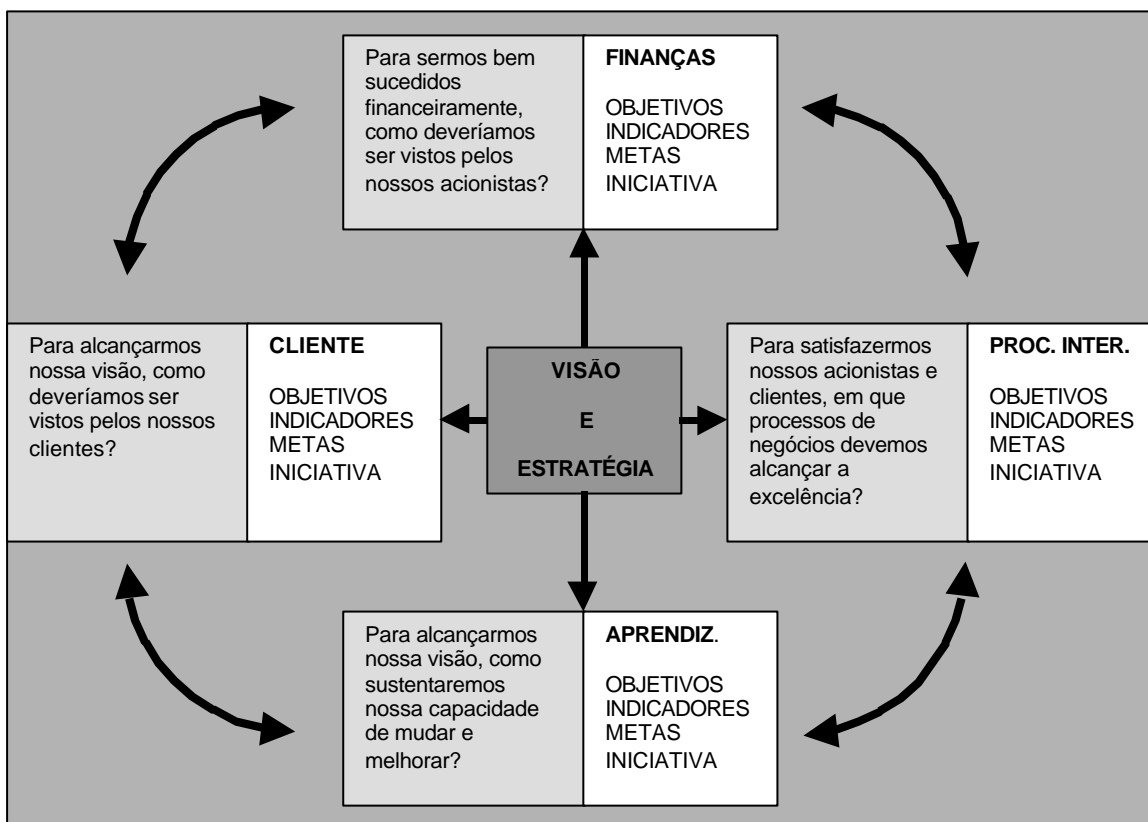 Para sermos bem
sucedidos
financeiramente,
como deveríamos
ser vistos pelos
nossos acionistas?
FINANÇAS
OBJETIVOS
INDICADORES
METAS
INICIATIVA
Para alcançarmos
nossa visão, como
deveríamos ser
vistos pelos nossos
clientes?
CLIENTE
OBJETIVOS
INDICADORES
METAS
INICIATIVA
VISÃO
E
ESTRATÉGIA
Para satisfazermos
nossos acionistas e
clientes, em que
processos de
negócios devemos
alcançar a
excelência?
PROC. INTER.
OBJETIVOS
INDICADORES
METAS
INICIATIVA
Para alcançarmos
nossa visão, como
sustentaremos
nossa capacidade
de mudar e
melhorar?
APRENDIZ.
OBJETIVOS
INDICADORES
METAS
INICIATIVA